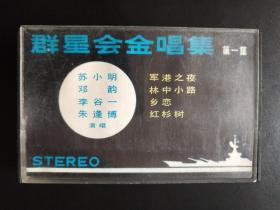 群星会金唱集 第一集
苏小明 军港之夜
邓韵 林中小路
李谷一 乡恋
朱逢博 红杉树
演唱
STEREO